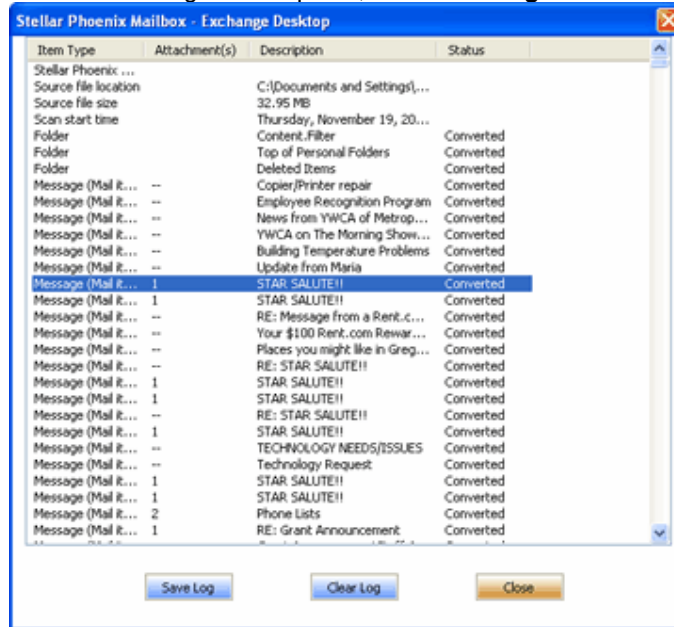 Stellar Phoenix Mailbox - Exchange Desktop
Item Type Attachment(s) Description Status
Stellar Phoenix ...
Source file location C:\Documents and Settings\,...
Source file size 32.95 MB
Scan start time Thursday, November 19, 20...
Folder Content.Filter Converted
Folder Top of Personal Folders Converted
Folder Deleted Items Converted
Message (Mail it... -- Copier/Printer repair Converted
Message (Mail it... -- Employee Recognition Program Converted
Message (Mail it... -- News from YWCA of Metrop... Converted
Message (Mail it... -- YWCA on The Morning Show... Converted
Message (Mail it... -- Building Temperature Problems Converted
Message (Mail it... -- Update from Maria Converted
Message (Mail it... 1 STAR SALUTE!! Converted
Message (Mail it... 1 STAR SALUTE!! Converted
Message (Mail it... -- RE: Message from a Rent.c... Converted
Message (Mail it... -- Your $100 Rent.com Rewar... Converted
Message (Mail it... -- Places you might like in Greg... Converted
Message (Mail it... -- RE: STAR SALUTE!! Converted
Message (Mail it... 1 STAR SALUTE!! Converted
Message (Mail it... -- RE: STAR SALUTE!! Converted
Message (Mail it... 1 STAR SALUTE!! Converted
Message (Mail it... -- TECHNOLOGY NEEDS/ISSUES Converted
Message (Mail it... -- Technology Request Converted
Message (Mail it... 1 STAR SALUTE!! Converted
Message (Mail it... 1 STAR SALUTE!! Converted
Message (Mail it... 2 Phone Lists Converted
Message (Mail it... 1 RE: Grant Announcement Converted
Save Log Clear Log Close